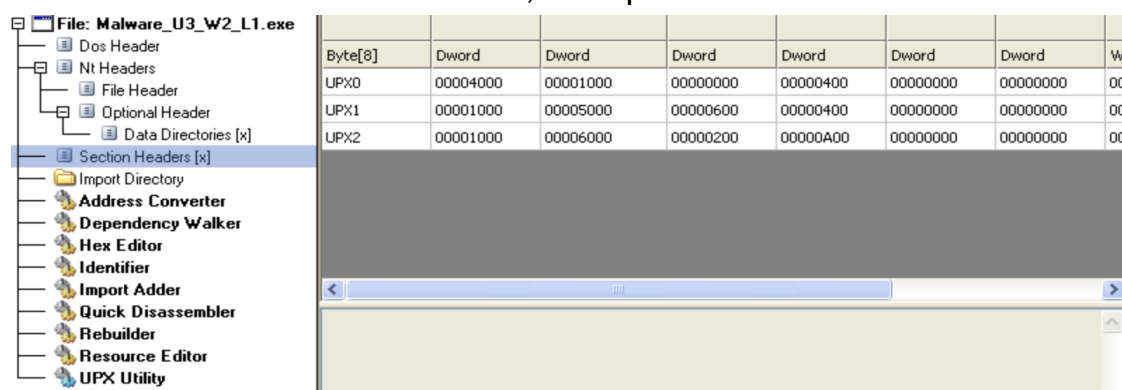 File: Malware_U3_W2_L1.exe
Dos Header
Nt Headers
File Header
Optional Header
Data Directories [x]
Section Headers [x]
Import Directory
Address Converter
Dependency Walker
Hex Editor
Identifier
Import Adder
Quick Disassembler
Rebuilder
Resource Editor
UPX Utility
Byte[8] Dword Dword Dword Dword Dword Dword W
UPX0 00004000 00001000 00000000 00000400 00000000 00000000 00
UPX1 00001000 00005000 00000600 00000400 00000000 00000000 00
UPX2 00001000 00006000 00000200 00000A00 00000000 00000000 00